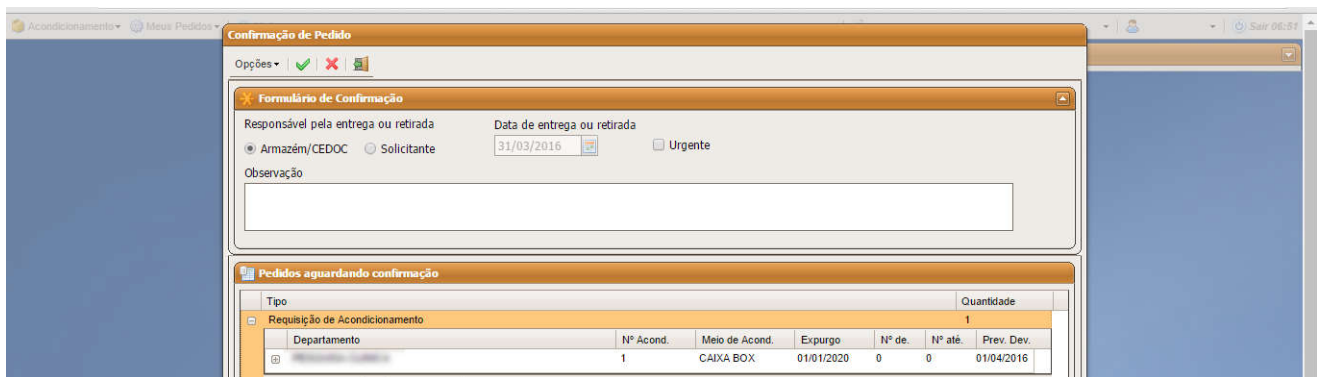 Acondicionamento Meus Pedidos Sair 06:51
Confirmação de Pedido
Opções
Formulário de Confirmação
Responsável pela entrega ou retirada Data de entrega ou retirada
Armazém/CEDOC Solicitante 31/03/2016 Urgente
Observação
Pedidos aguardando confirmação
Tipo Quantidade
Requisição de Acondicionamento 1
Departamento Nº Acond. Meio de Acond. Expurgo Nº de. Nº até. Prev. Dev.
1 CAIXA BOX 01/01/2020 0 0 01/04/2016